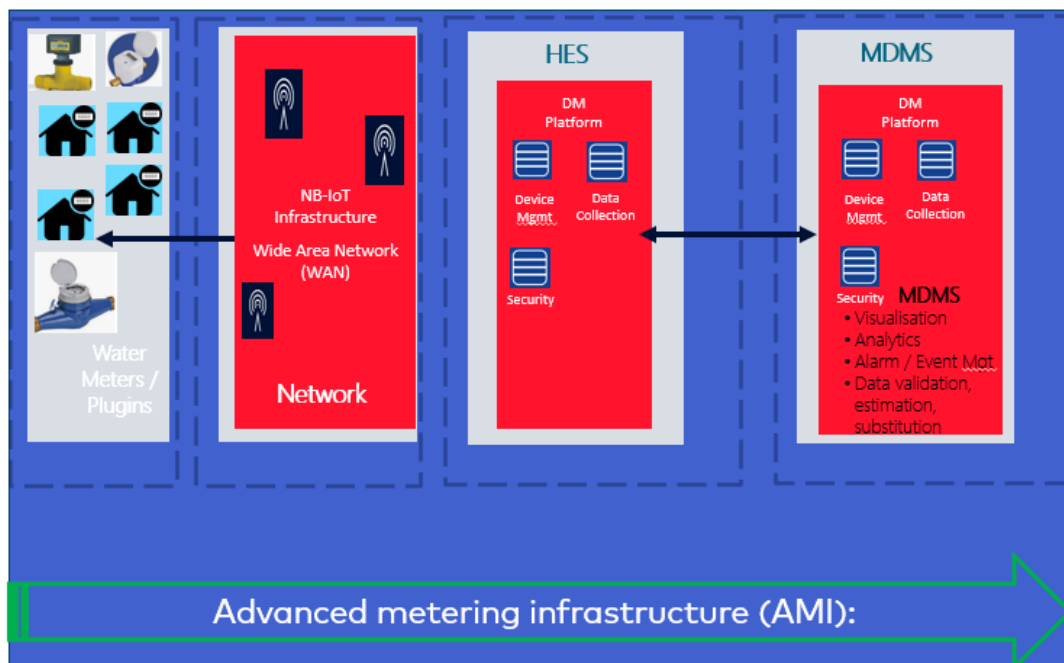 Water
Meters /
Plugins
NB-IoT
Infrastructure
Wide Area Network
(WAN)
Network
HES
DM
Platform
Device
Mgmt
Data
Collection
Security
MDMS
DM
Platform
Device
Mgmt
Data
Collection
Security
MDMS
• Visualisation
• Analytics
• Alarm / Event Mgt
• Data validation,
estimation,
substitution
Advanced metering infrastructure (AMI):